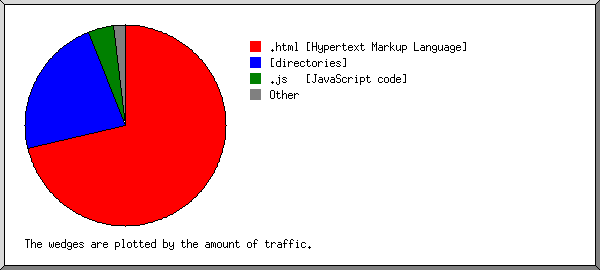 .html [Hypertext Markup Language]
[directories]
.js   [JavaScript code]
Other
The wedges are plotted by the amount of traffic.